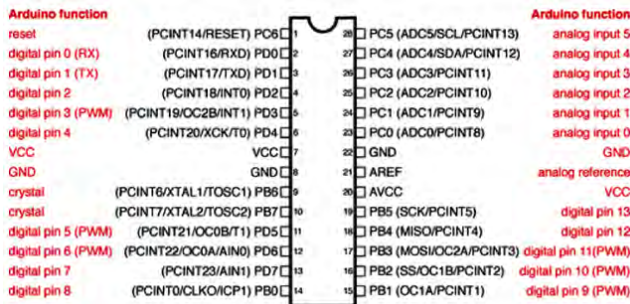 Arduino function Arduino function
reset (PCINT14/RESET) PC6 1 28 PC5 (ADC5/SCL/PCINT13) analog input 5
digital pin 0 (RX) (PCINT16/RXD) PD0 2 27 PC4 (ADC4/SDA/PCINT12) analog input 4
digital pin 1 (TX) (PCINT17/TXD) PD1 3 26 PC3 (ADC3/PCINT11) analog input 3
digital pin 2 (PCINT18/INT0) PD2 4 25 PC2 (ADC2/PCINT10) analog input 2
digital pin 3 (PWM) (PCINT19/OC2B/INT1) PD3 5 24 PC1 (ADC1/PCINT9) analog input 1
digital pin 4 (PCINT20/XCK/T0) PD4 6 23 PC0 (ADC0/PCINT8) analog input 0
VCC VCC 7 22 GND GND
GND GND 8 21 AREF analog reference
crystal (PCINT6/XTAL1/TOSC1) PB6 9 20 AVCC VCC
crystal (PCINT7/XTAL2/TOSC2) PB7 10 19 PB5 (SCK/PCINT5) digital pin 13
digital pin 5 (PWM) (PCINT21/OC0B/T1) PD5 11 18 PB4 (MISO/PCINT4) digital pin 12
digital pin 6 (PWM) (PCINT22/OC0A/AIN0) PD6 12 17 PB3 (MOSI/OC2A/PCINT3) digital pin 11(PWM)
digital pin 7 (PCINT23/AIN1) PD7 13 16 PB2 (SS/OC1B/PCINT2) digital pin 10 (PWM)
digital pin 8 (PCINT0/CLKO/ICP1) PB0 14 15 PB1 (OC1A/PCINT1) digital pin 9 (PWM)